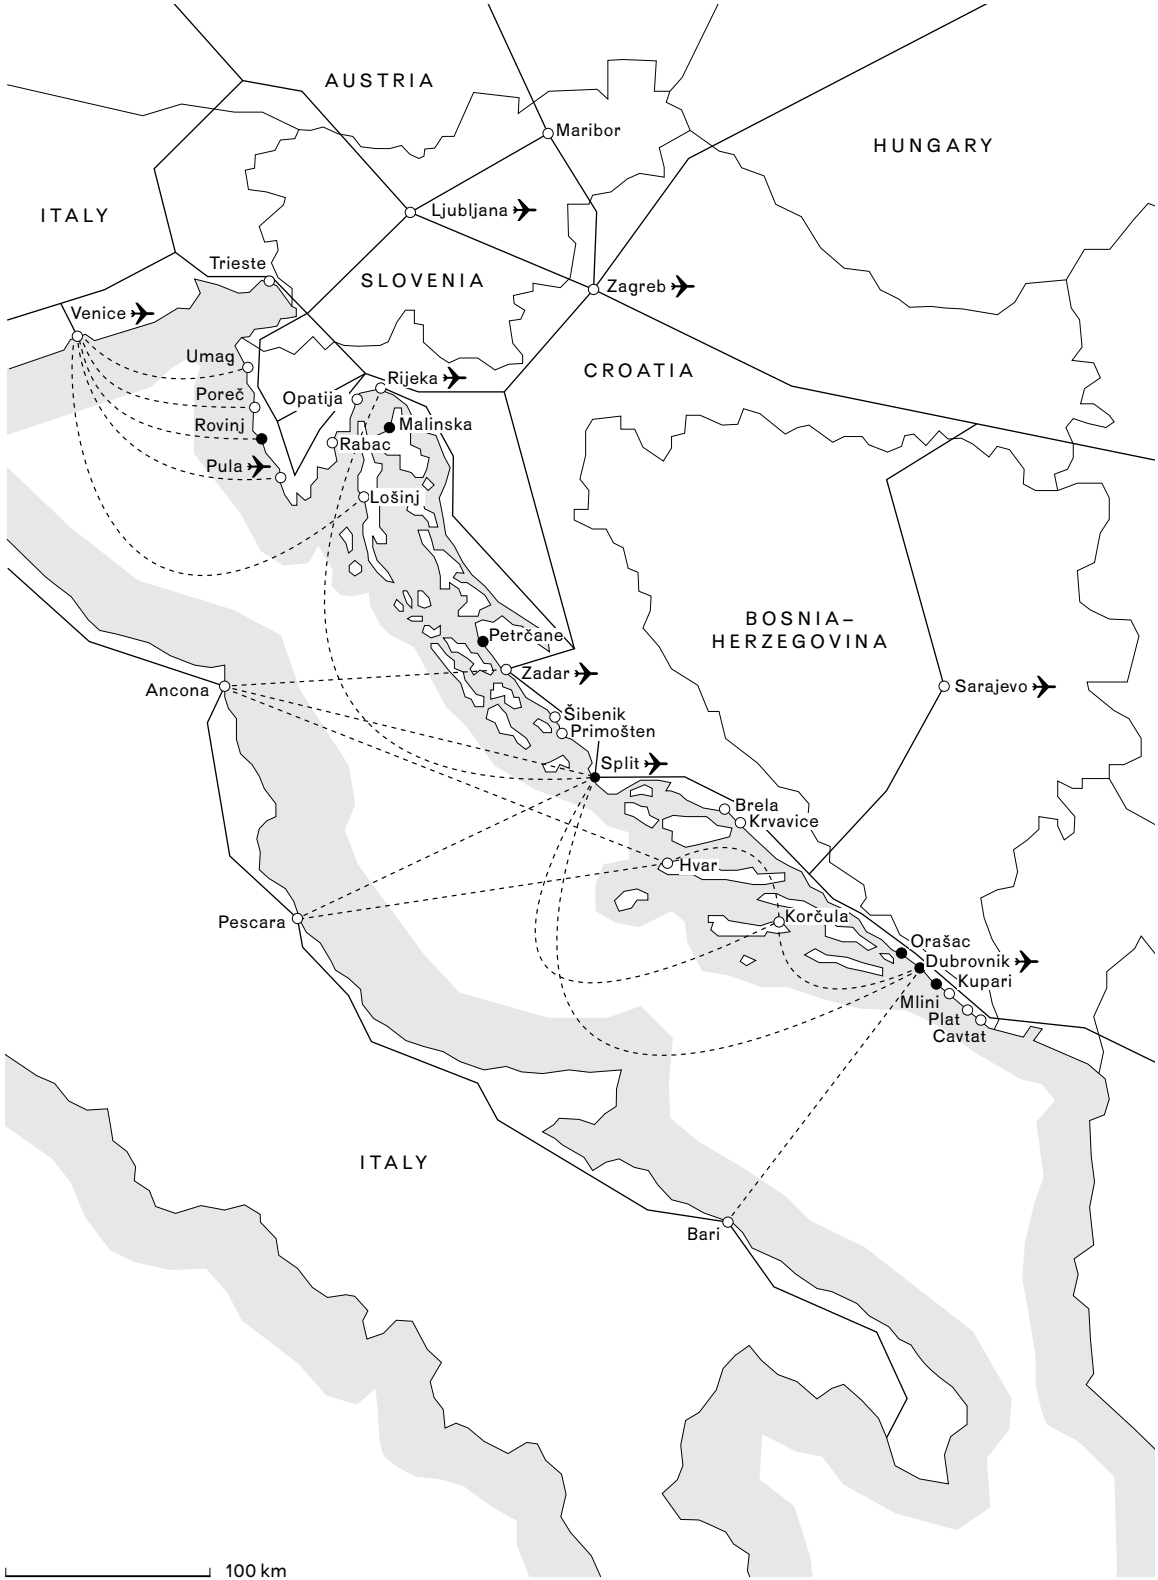 AUSTRIA
Maribor
HUNGARY
ITALY
Ljubljana
Trieste
SLOVENIA
Zagreb
Venice
Umag
CROATIA
Rijeka
Poreč
Opatija
Rovinj
Malinska
Rabac
Pula
Lošinj
BOSNIA–
HERZEGOVINA
Petrčane
Zadar
Ancona
Sarajevo
Šibenik
Primošten
Split
Brela
Krvavice
Hvar
Pescara
Korčula
Orašac
Dubrovnik
Kupari
Mlini
Plat
Cavtat
ITALY
Bari
100 km